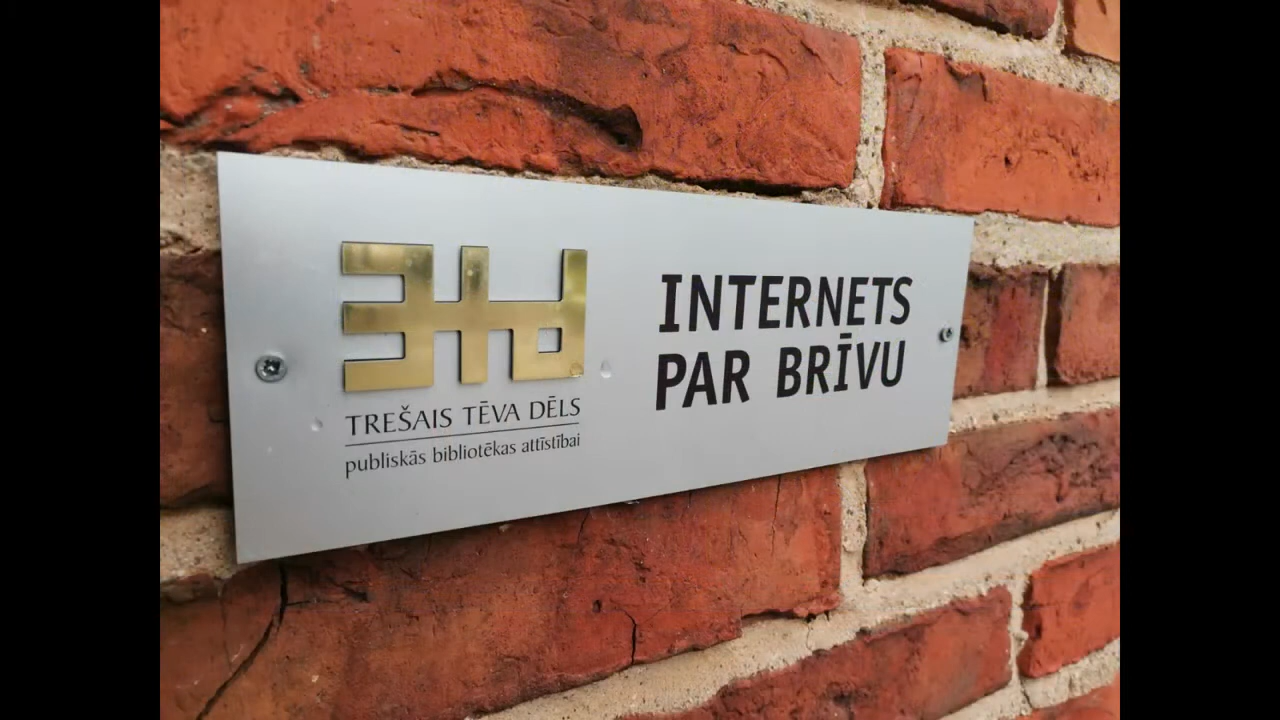 TREŠAIS TĒVA DĒLS
publiskās bibliotēkas attīstībai
INTERNETS
PAR BRĪVU